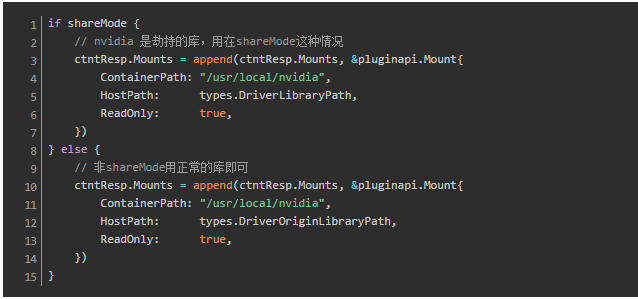 1 if shareMode {
2     // nvidia 是劫持的库，用在shareMode这种情况
3     ctntResp.Mounts = append(ctntResp.Mounts, &pluginapi.Mount{
4         ContainerPath: "/usr/local/nvidia",
5         HostPath:      types.DriverLibraryPath,
6         ReadOnly:      true,
7     })
8 } else {
9     // 非shareMode用正常的库即可
10     ctntResp.Mounts = append(ctntResp.Mounts, &pluginapi.Mount{
11         ContainerPath: "/usr/local/nvidia",
12         HostPath:      types.DriverOriginLibraryPath,
13         ReadOnly:      true,
14     })
15 }